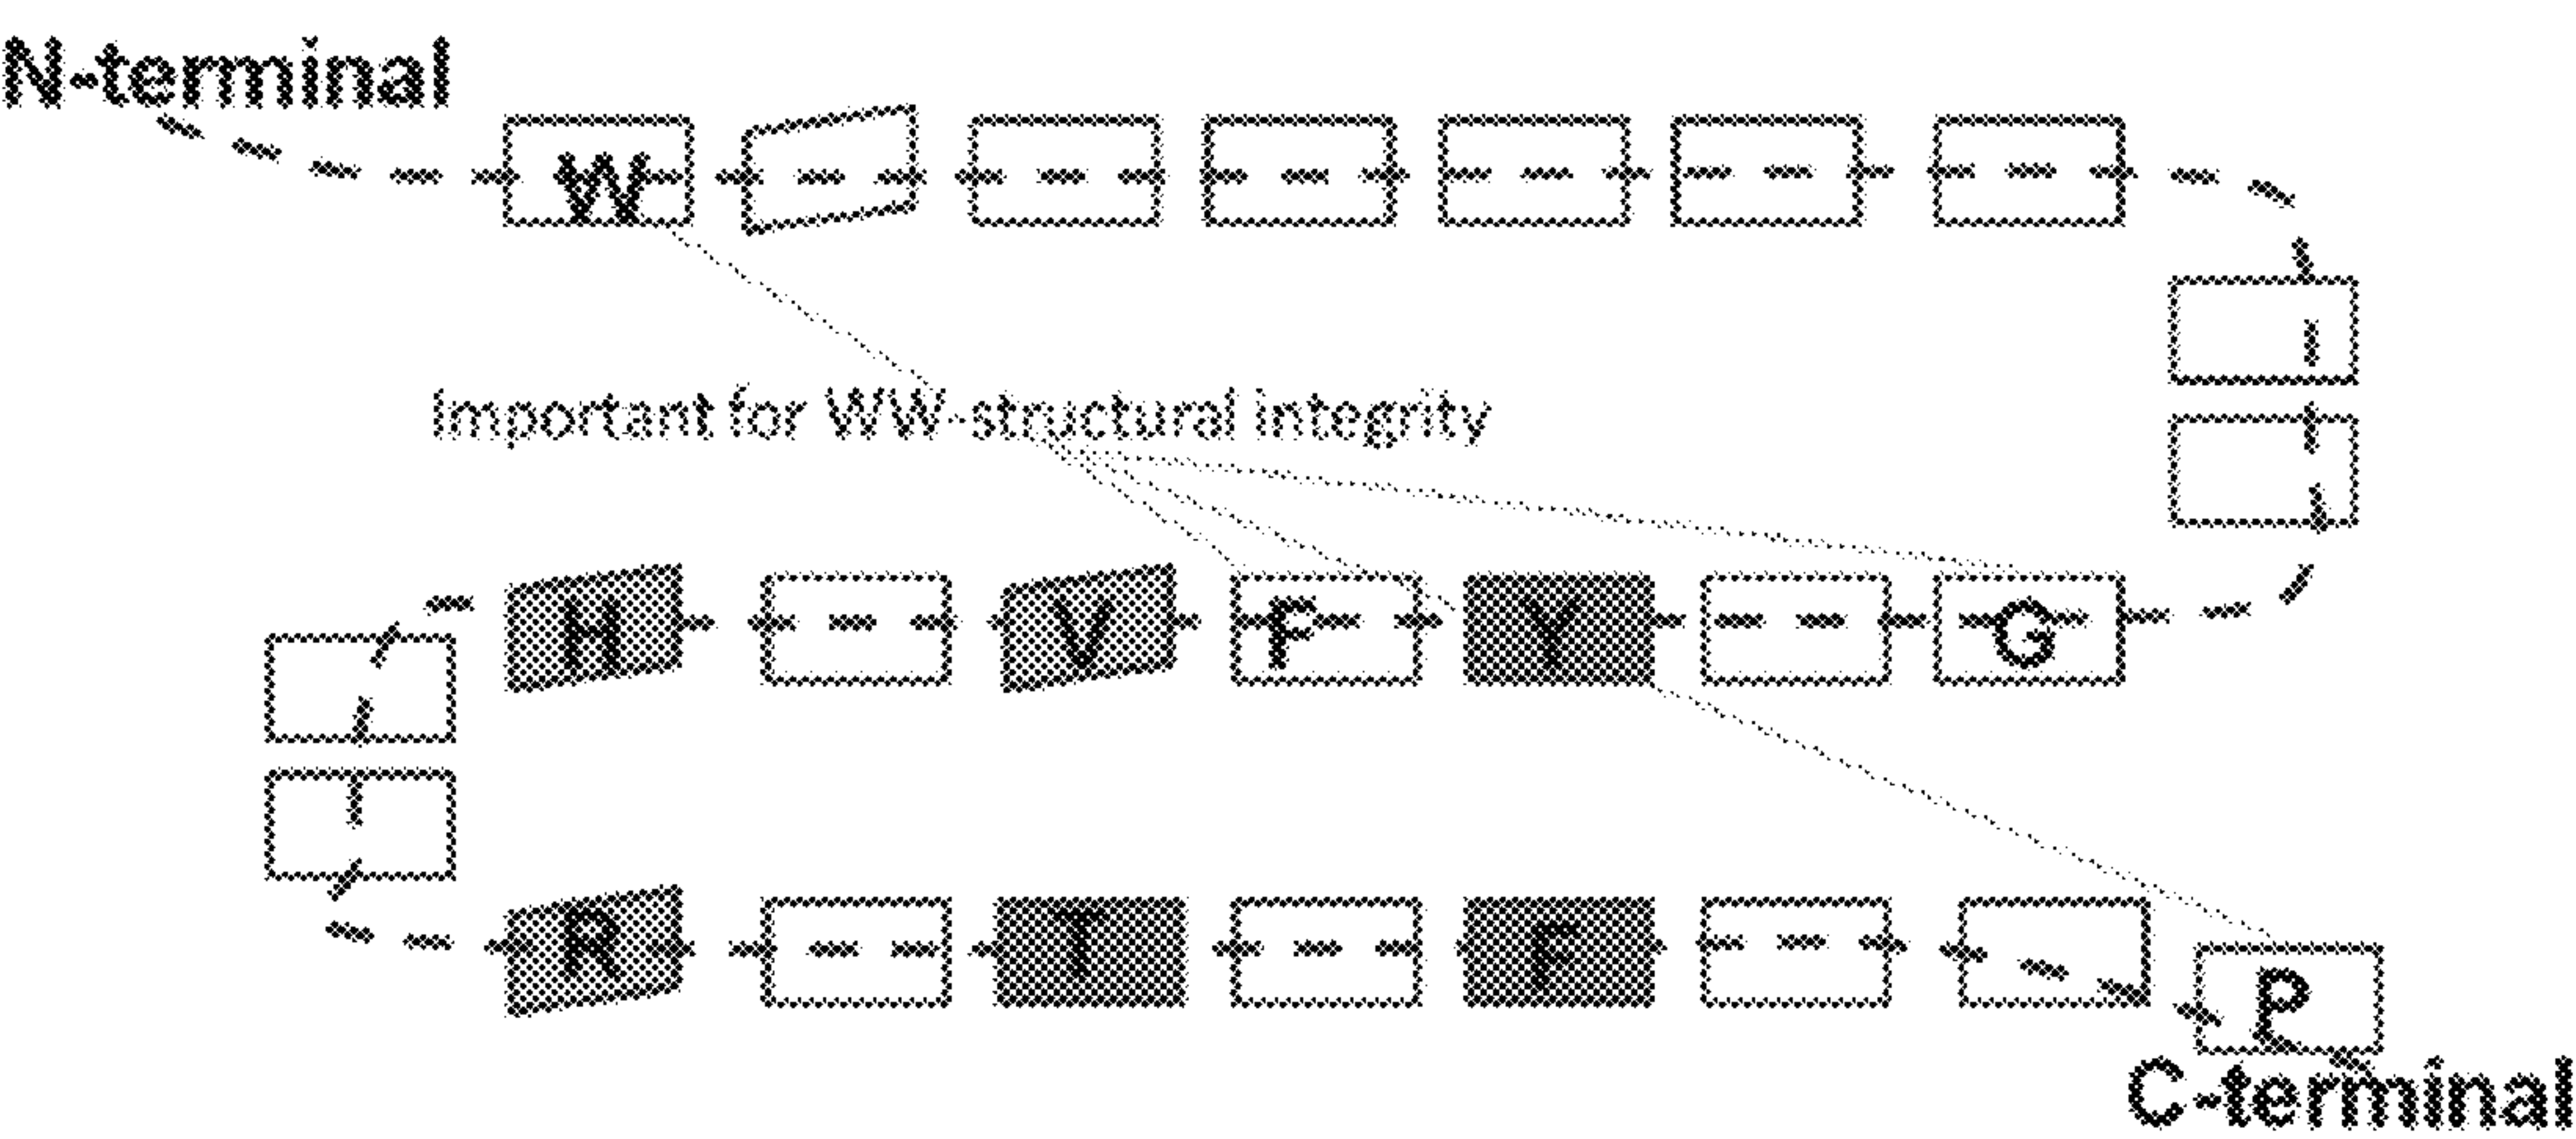 N-terminal
W
Important for WW-structural integrity
H V F Y G
R T F
P
C-terminal